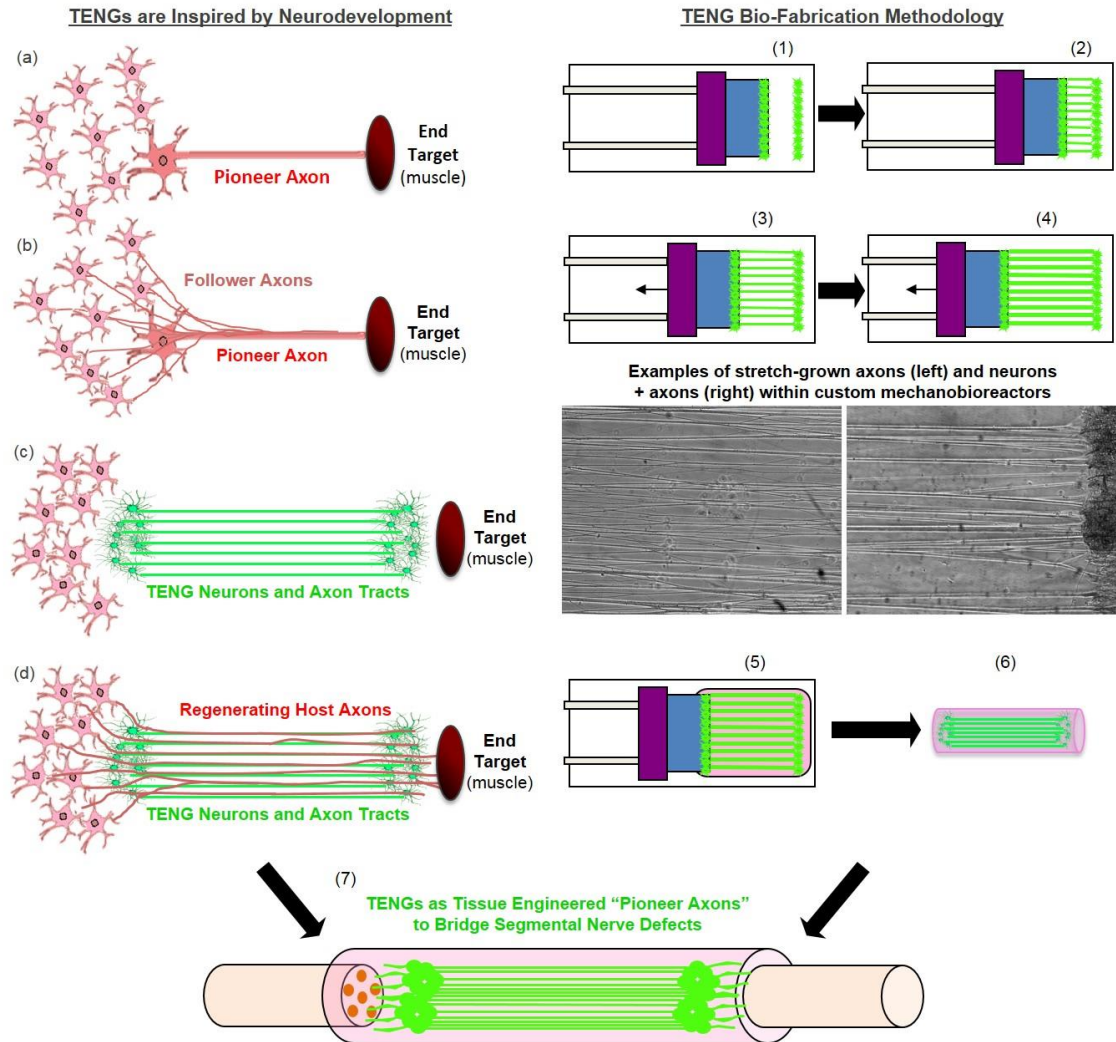 TENGs are Inspired by Neurodevelopment
(a)
End
Target
(muscle)
Pioneer Axon
(b)
Follower Axons
End
Target
(muscle)
Pioneer Axon
(c)
End
Target
(muscle)
TENG Neurons and Axon Tracts
(d)
Regenerating Host Axons
End
Target
(muscle)
TENG Neurons and Axon Tracts
TENG Bio-Fabrication Methodology
(1)
(2)
(3)
(4)
Examples of stretch-grown axons (left) and neurons
+ axons (right) within custom mechanobioreactors
(5)
(6)
(7)
TENGs as Tissue Engineered “Pioneer Axons”
to Bridge Segmental Nerve Defects